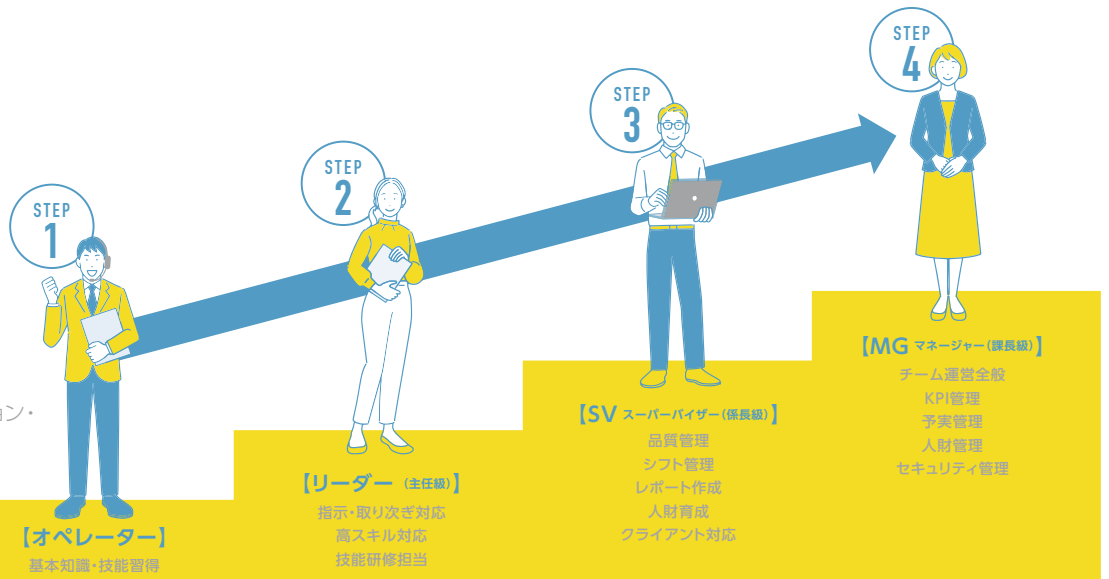 STEP
1
STEP
2
STEP
3
STEP
4
ョン・
【オペレーター】
基本知識・技能習得
【リーダー（主任級）】
指示・取り次ぎ対応
高スキル対応
技能研修担当
【SV スーパーバイザー（係長級）】
品質管理
シフト管理
レポート作成
人財育成
クライアント対応
【MG マネージャー（課長級）】
チーム運営全般
KPI管理
予実管理
人財管理
セキュリティ管理